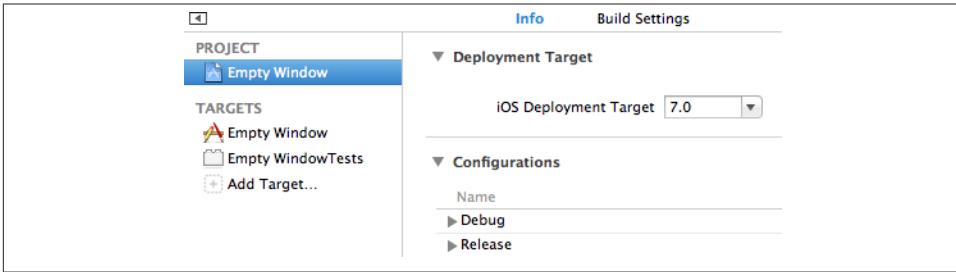 Info Build Settings
PROJECT
Empty Window
TARGETS
Empty Window
Empty WindowTests
Add Target...
Deployment Target
iOS Deployment Target 7.0
Configurations
Name
Debug
Release